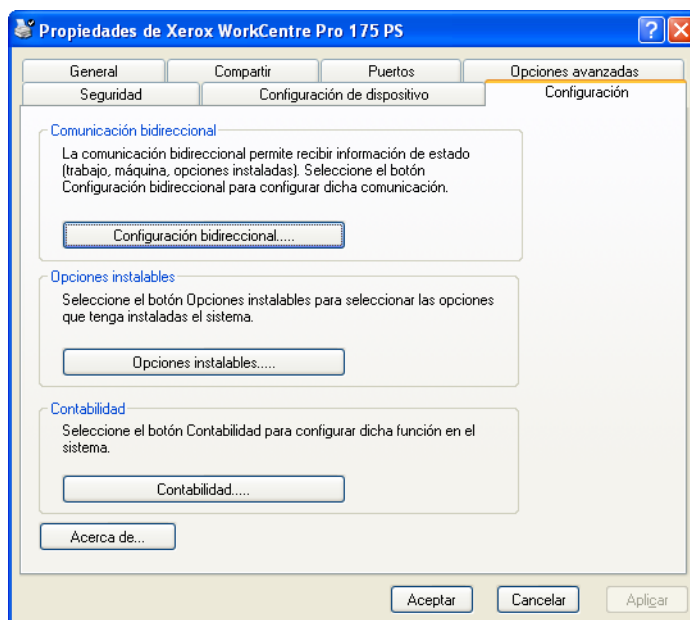 Propiedades de Xerox WorkCentre Pro 175 PS
General Compartir Puertos Opciones avanzadas
Seguridad Configuración de dispositivo Configuración
Comunicación bidireccional
La comunicación bidireccional permite recibir información de estado
(trabajo, máquina, opciones instaladas). Seleccione el botón
Configuración bidireccional para configurar dicha comunicación.
Configuración bidireccional.....
Opciones instalables
Seleccione el botón Opciones instalables para seleccionar las opciones
que tenga instaladas el sistema.
Opciones instalables.....
Contabilidad
Seleccione el botón Contabilidad para configurar dicha función en el
sistema.
Contabilidad.....
Acerca de...
Aceptar Cancelar Aplicar